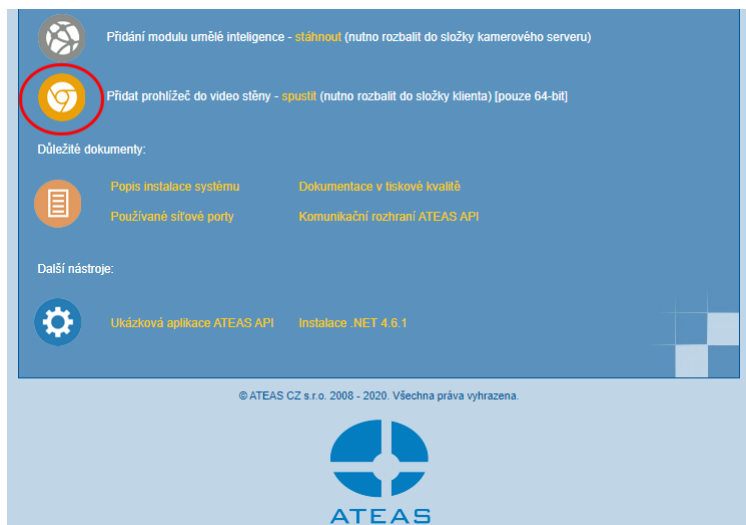 Přidání modulu umělé inteligence - stáhnout (nutno rozbalit do složky kamerového serveru)
Přidat prohlížeč do video stěny - spustit (nutno rozbalit do složky klienta) [pouze 64-bit]
Důležité dokumenty:
Popis instalace systému Dokumentace v tiskové kvalitě
Používané síťové porty Komunikační rozhraní ATEAS API
Další nástroje:
Ukázková aplikace ATEAS API Instalace .NET 4.6.1
© ATEAS CZ s.r.o. 2008 - 2020. Všechna práva vyhrazena.
ATEAS